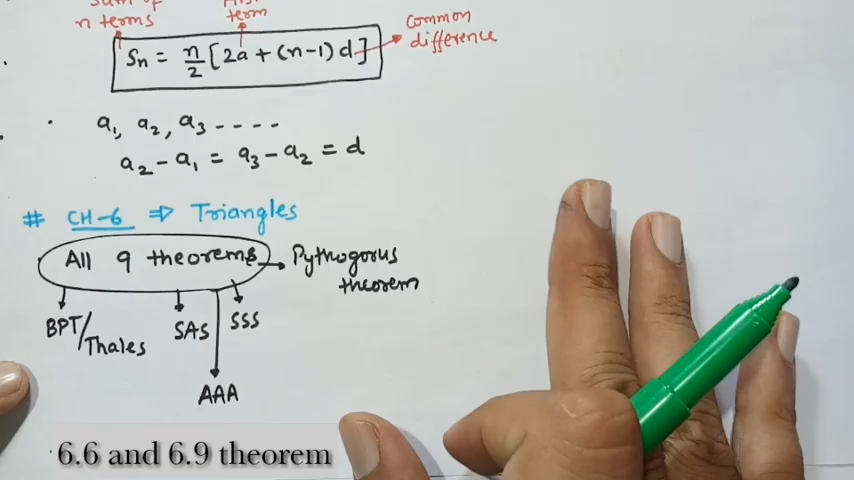 n terms
term
Common
difference
Sn = n/2 [2a + (n-1) d]
a1, a2, a3 - - - -
a2 - a1 = a3 - a2 = d
# CH-6 ⇒ Triangles
All 9 theorems → Pythogorus
theorem
BPT/Thales
SAS
SSS
AAA
6.6 and 6.9 theorem